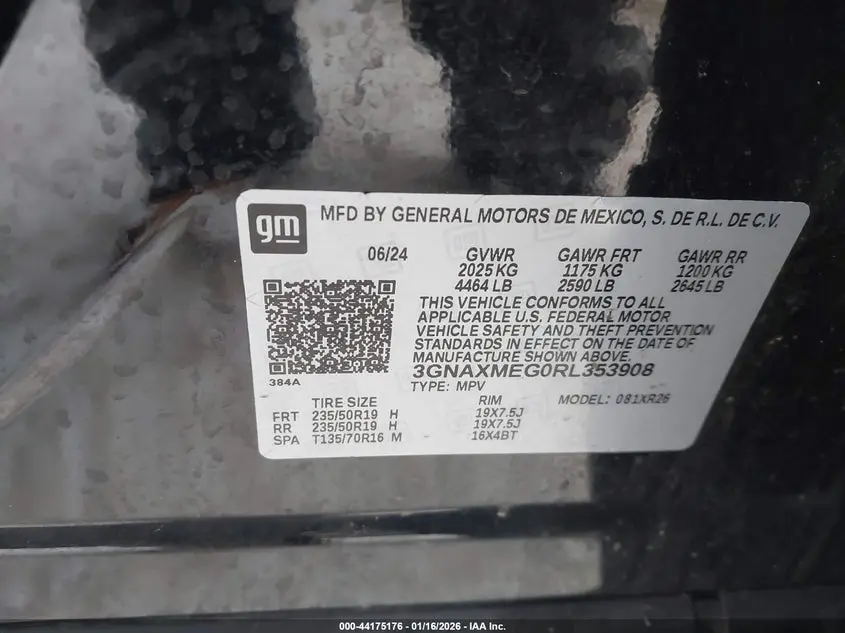 gm
MFD BY GENERAL MOTORS DE MEXICO, S. DE R.L. DE C.V.
06/24 GVWR GAWR FRT GAWR RR
2025 KG 1175 KG 1200 KG
4464 LB 2590 LB 2645 LB
THIS VEHICLE CONFORMS TO ALL
APPLICABLE U.S. FEDERAL MOTOR
VEHICLE SAFETY AND THEFT PREVENTION
STANDARDS IN EFFECT ON THE DATE OF
MANUFACTURE SHOWN ABOVE.
384A
3GNAXMEG0RL353908
TYPE: MPV
TIRE SIZE RIM MODEL: 081XR26
FRT 235/50R19 H 19X7.5J
RR 235/50R19 H 19X7.5J
SPA T135/70R16 M 16X4BT
000-44175176 - 01/16/2026 - IAA Inc.